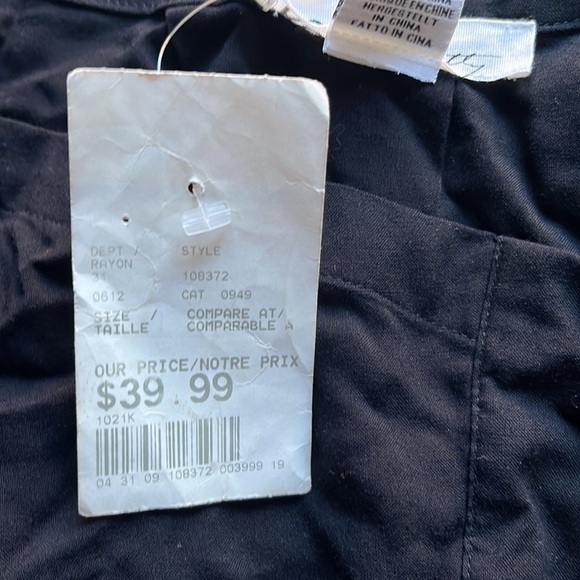 HERGESTELLT
IN CHINA
FATTO IN CINA
DEPT / STYLE
RAYON
31 108372
0612 CAT 0949
SIZE / COMPARE AT/
TAILLE COMPARABLE A
OUR PRICE/NOTRE PRIX
$39.99
1021K
04 31 09 108372 003999 19